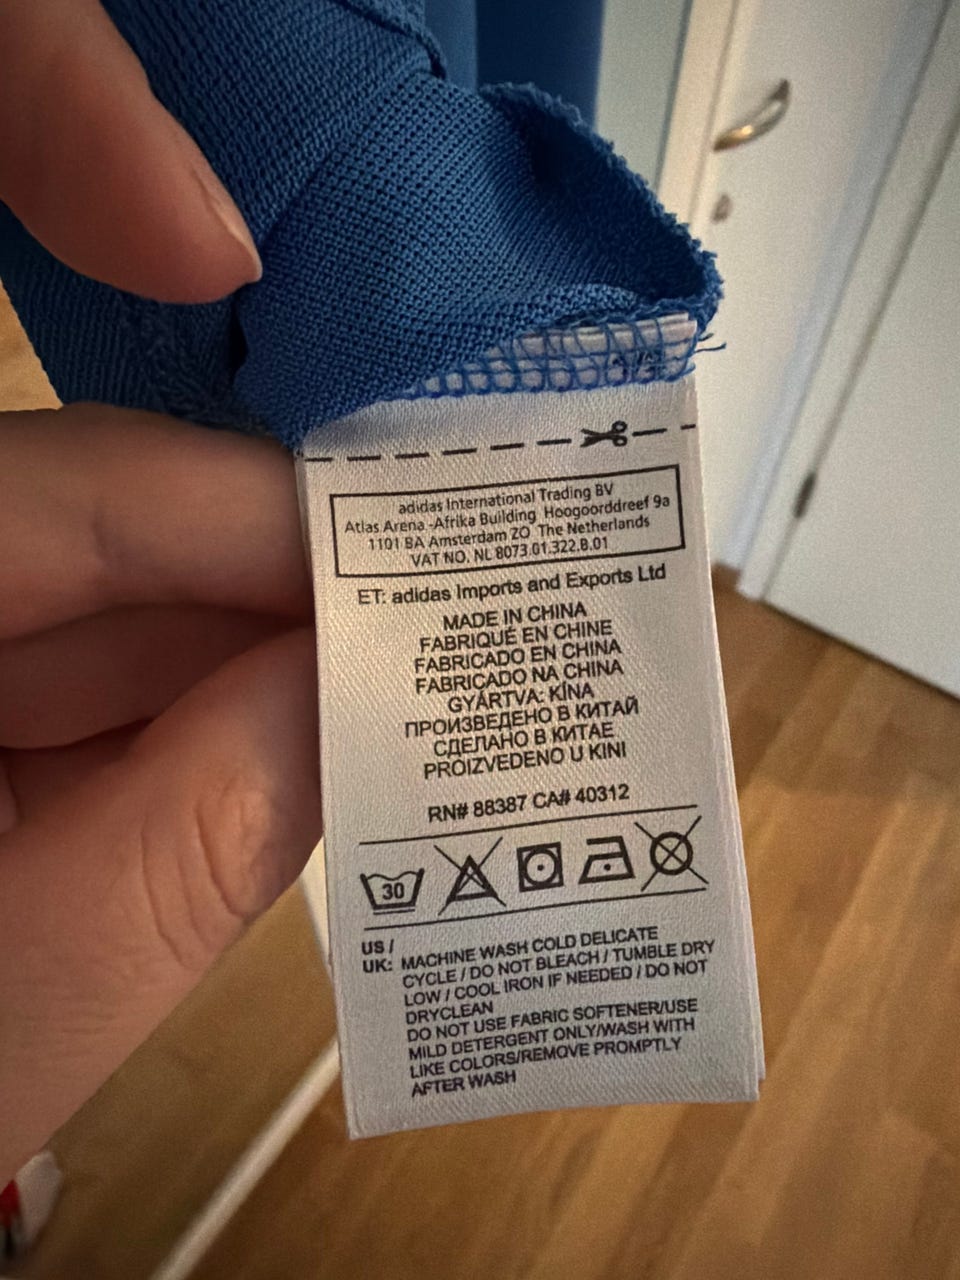 adidas International Trading BV
Atlas Arena -Afrika Building Hoogoorddreef 9a
1101 BA Amsterdam ZO The Netherlands
VAT NO. NL 8073.01.322.B.01
ET: adidas Imports and Exports Ltd
MADE IN CHINA
FABRIQUÉ EN CHINE
FABRICADO EN CHINA
FABRICADO NA CHINA
GYÁRTVA: KÍNA
ПРОИЗВЕДЕНО В КИТАЙ
СДЕЛАНО В КИТАЕ
PROIZVEDENO U KINI
RN# 88387 CA# 40312
30
US /
UK: MACHINE WASH COLD DELICATE
CYCLE / DO NOT BLEACH / TUMBLE DRY
LOW / COOL IRON IF NEEDED / DO NOT
DRYCLEAN
DO NOT USE FABRIC SOFTENER/USE
MILD DETERGENT ONLY/WASH WITH
LIKE COLORS/REMOVE PROMPTLY
AFTER WASH